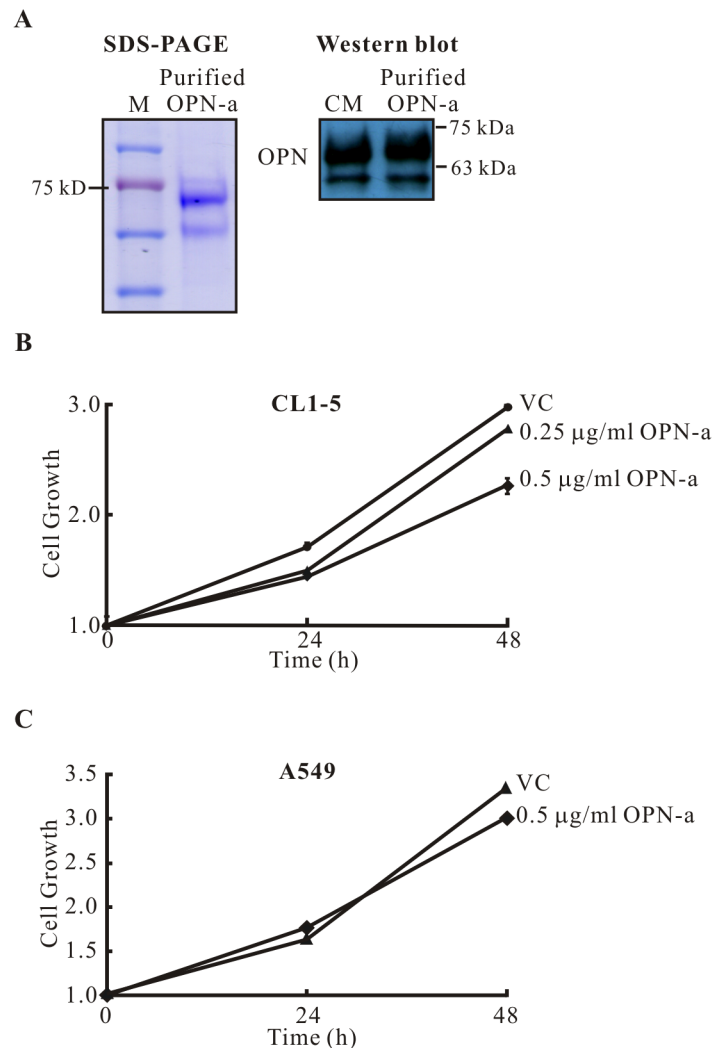 A
SDS-PAGE
Western blot
Purified
M OPN-a
Purified
CM OPN-a
75 kD
OPN
75 kDa
63 kDa
B
CL1-5
Cell Growth
3.0
2.0
1.0
0
24
48
Time (h)
VC
0.25 μg/ml OPN-a
0.5 μg/ml OPN-a
C
A549
Cell Growth
3.5
3.0
2.5
2.0
1.5
1.0
0
24
48
Time (h)
VC
0.5 μg/ml OPN-a